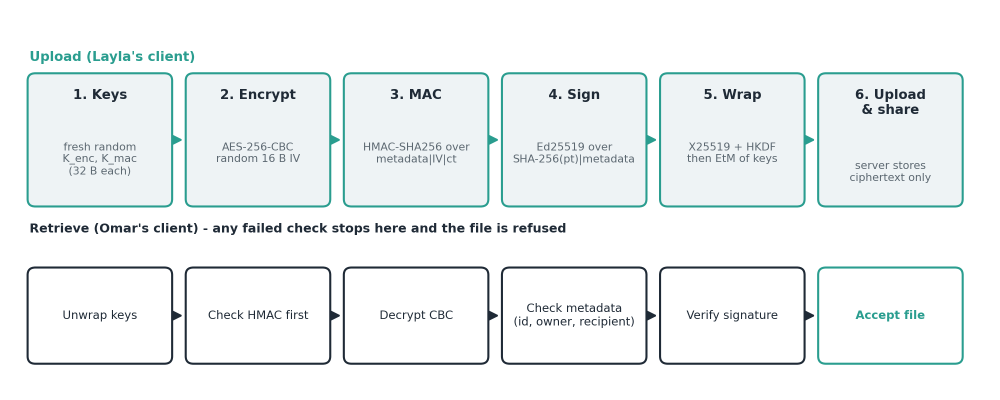 Upload (Layla's client)
1. Keys
fresh random
K_enc, K_mac
(32 B each)
2. Encrypt
AES-256-CBC
random 16 B IV
3. MAC
HMAC-SHA256 over
metadata|IV|ct
4. Sign
Ed25519 over
SHA-256(pt)|metadata
5. Wrap
X25519 + HKDF
then EtM of keys
6. Upload
& share
server stores
ciphertext only
Retrieve (Omar's client) - any failed check stops here and the file is refused
Unwrap keys
Check HMAC first
Decrypt CBC
Check metadata
(id, owner, recipient)
Verify signature
Accept file